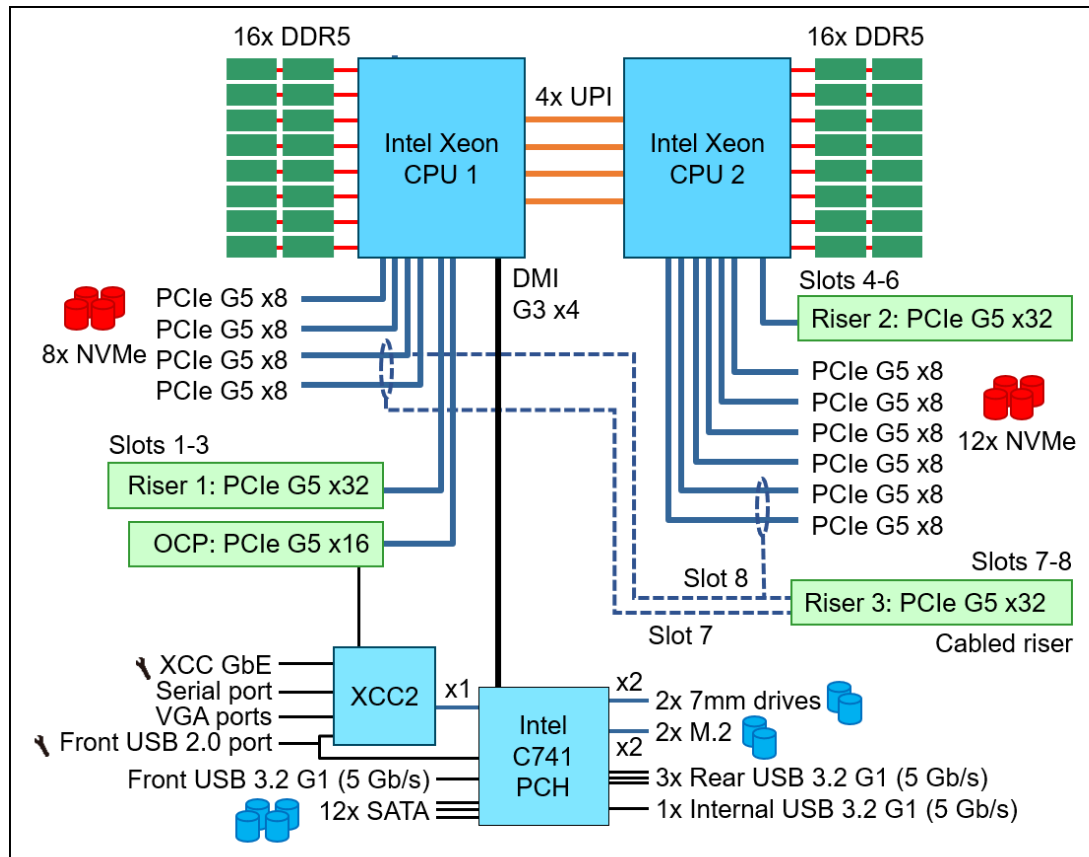 16x DDR5
16x DDR5
4x UPI
Intel Xeon
CPU 1
Intel Xeon
CPU 2
DMI
G3 x4
PCIe G5 x8
PCIe G5 x8
PCIe G5 x8
PCIe G5 x8
8x NVMe
Slots 4-6
Riser 2: PCIe G5 x32
PCIe G5 x8
PCIe G5 x8
PCIe G5 x8
PCIe G5 x8
PCIe G5 x8
PCIe G5 x8
12x NVMe
Slots 1-3
Riser 1: PCIe G5 x32
OCP: PCIe G5 x16
Slots 7-8
Slot 8
Riser 3: PCIe G5 x32
Slot 7
Cabled riser
XCC GbE
Serial port
VGA ports
Front USB 2.0 port
XCC2
x1
Intel
C741
PCH
x2
2x 7mm drives
2x M.2
x2
Front USB 3.2 G1 (5 Gb/s)
12x SATA
3x Rear USB 3.2 G1 (5 Gb/s)
1x Internal USB 3.2 G1 (5 Gb/s)